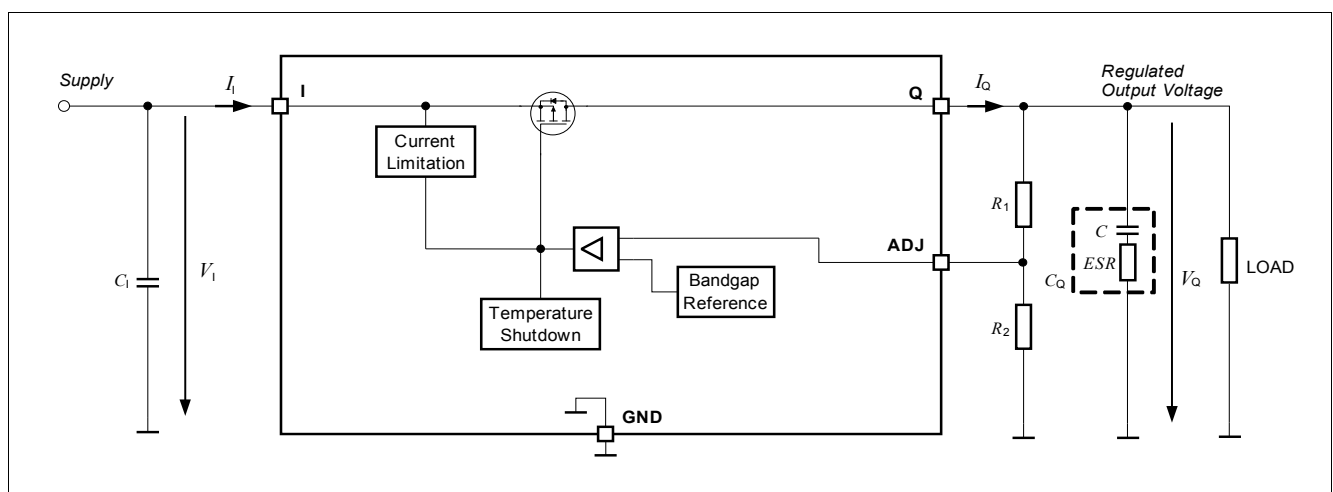 Supply
I_I
I
Q
I_Q
Regulated
Output Voltage
Current
Limitation
R_1
ADJ
C
ESR
C_Q
V_Q
LOAD
C_I
V_I
Bandgap
Reference
Temperature
Shutdown
R_2
GND